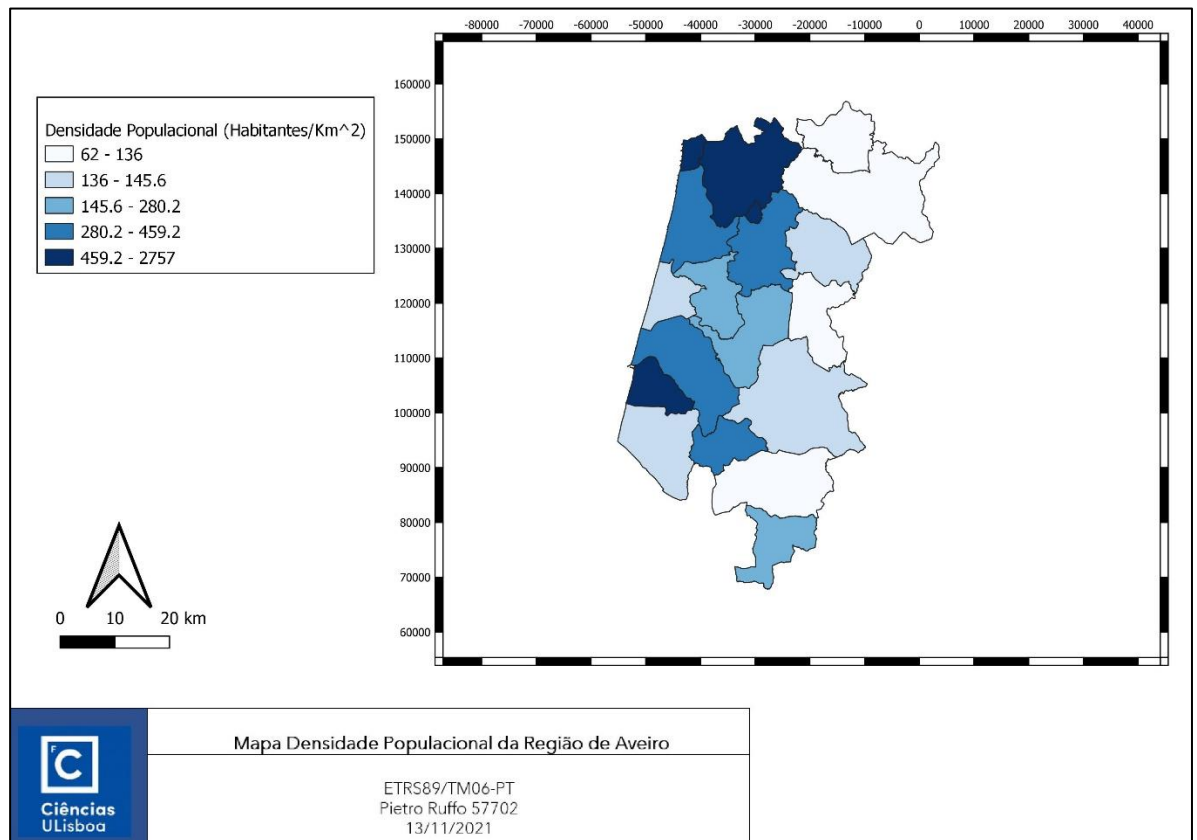 -80000 -70000 -60000 -50000 -40000 -30000 -20000 -10000 0 10000 20000 30000 40000
160000
150000
140000
130000
120000
110000
100000
90000
80000
70000
60000
Densidade Populacional (Habitantes/Km^2)
62 - 136
136 - 145.6
145.6 - 280.2
280.2 - 459.2
459.2 - 2757
0 10 20 km
F
C
Ciências
ULisboa
Mapa Densidade Populacional da Região de Aveiro
ETRS89/TM06-PT
Pietro Ruffo 57702
13/11/2021